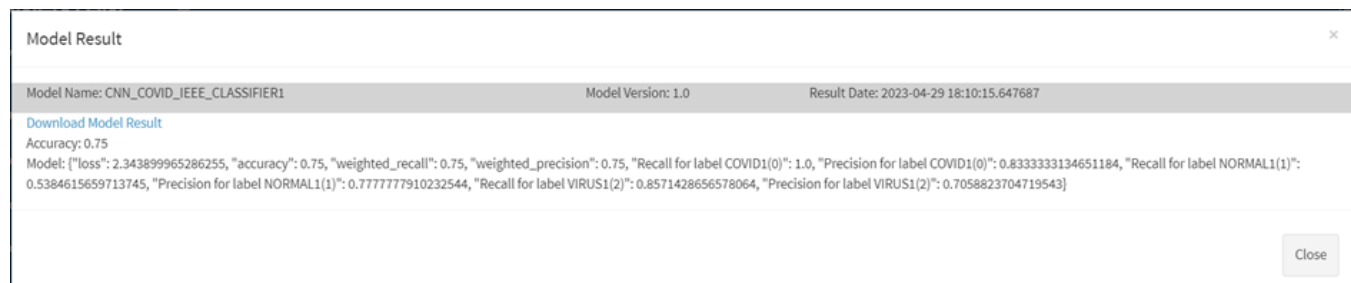 Model Result
×
Model Name: CNN_COVID_IEEE_CLASSIFIER1 Model Version: 1.0 Result Date: 2023-04-29 18:10:15.647687
Download Model Result
Accuracy: 0.75
Model: {"loss": 2.343899965286255, "accuracy": 0.75, "weighted_recall": 0.75, "weighted_precision": 0.75, "Recall for label COVID1(0)": 1.0, "Precision for label COVID1(0)": 0.8333333134651184, "Recall for label NORMAL1(1)":
0.5384615659713745, "Precision for label NORMAL1(1)": 0.7777777910232544, "Recall for label VIRUS1(2)": 0.8571428656578064, "Precision for label VIRUS1(2)": 0.7058823704719543}
Close